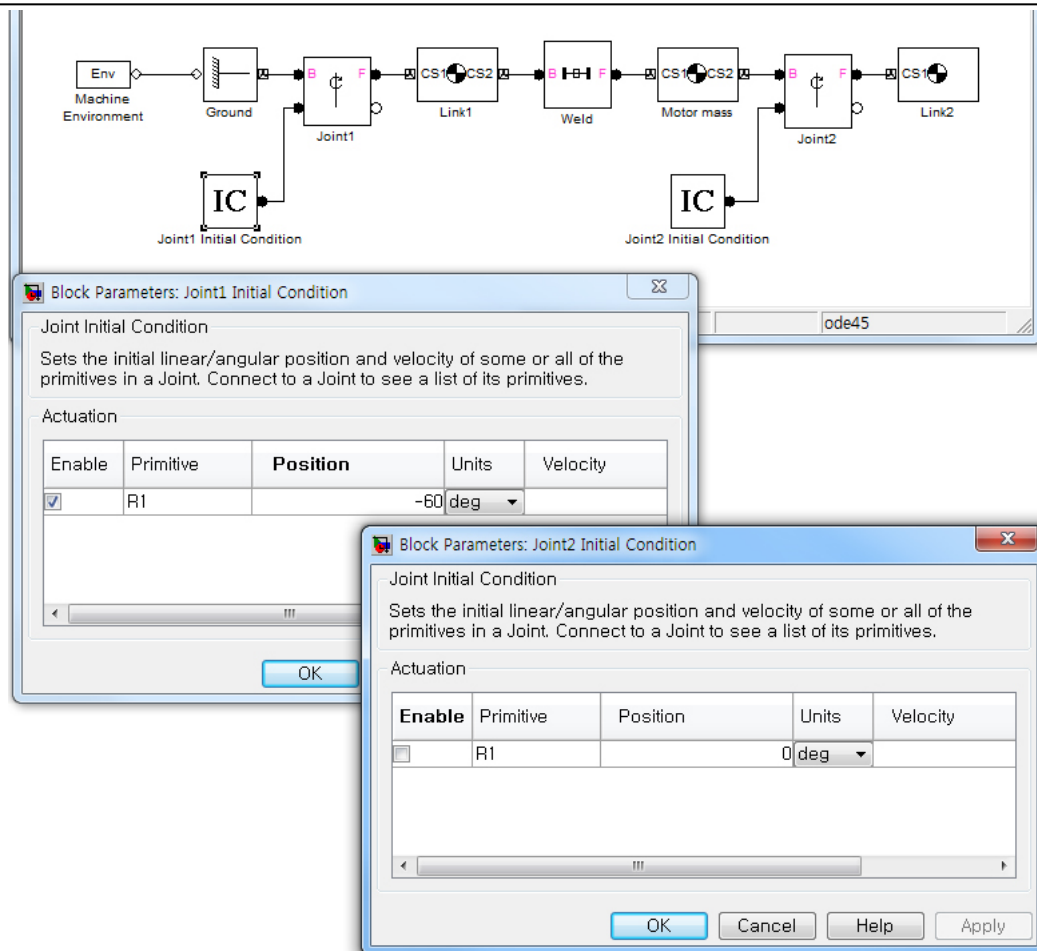 Env
Machine
Environment
Ground
B F
Joint1
CS1 CS2
Link1
B F
Weld
CS1 CS2
Motor mass
B F
Joint2
CS1
Link2
IC
Joint1 Initial Condition
IC
Joint2 Initial Condition
ode45
Block Parameters: Joint1 Initial Condition
Joint Initial Condition
Sets the initial linear/angular position and velocity of some or all of the
primitives in a Joint. Connect to a Joint to see a list of its primitives.
Actuation
Enable Primitive Position Units Velocity
R1 -60 deg
OK
Block Parameters: Joint2 Initial Condition
Joint Initial Condition
Sets the initial linear/angular position and velocity of some or all of the
primitives in a Joint. Connect to a Joint to see a list of its primitives.
Actuation
Enable Primitive Position Units Velocity
R1 0 deg
OK Cancel Help Apply